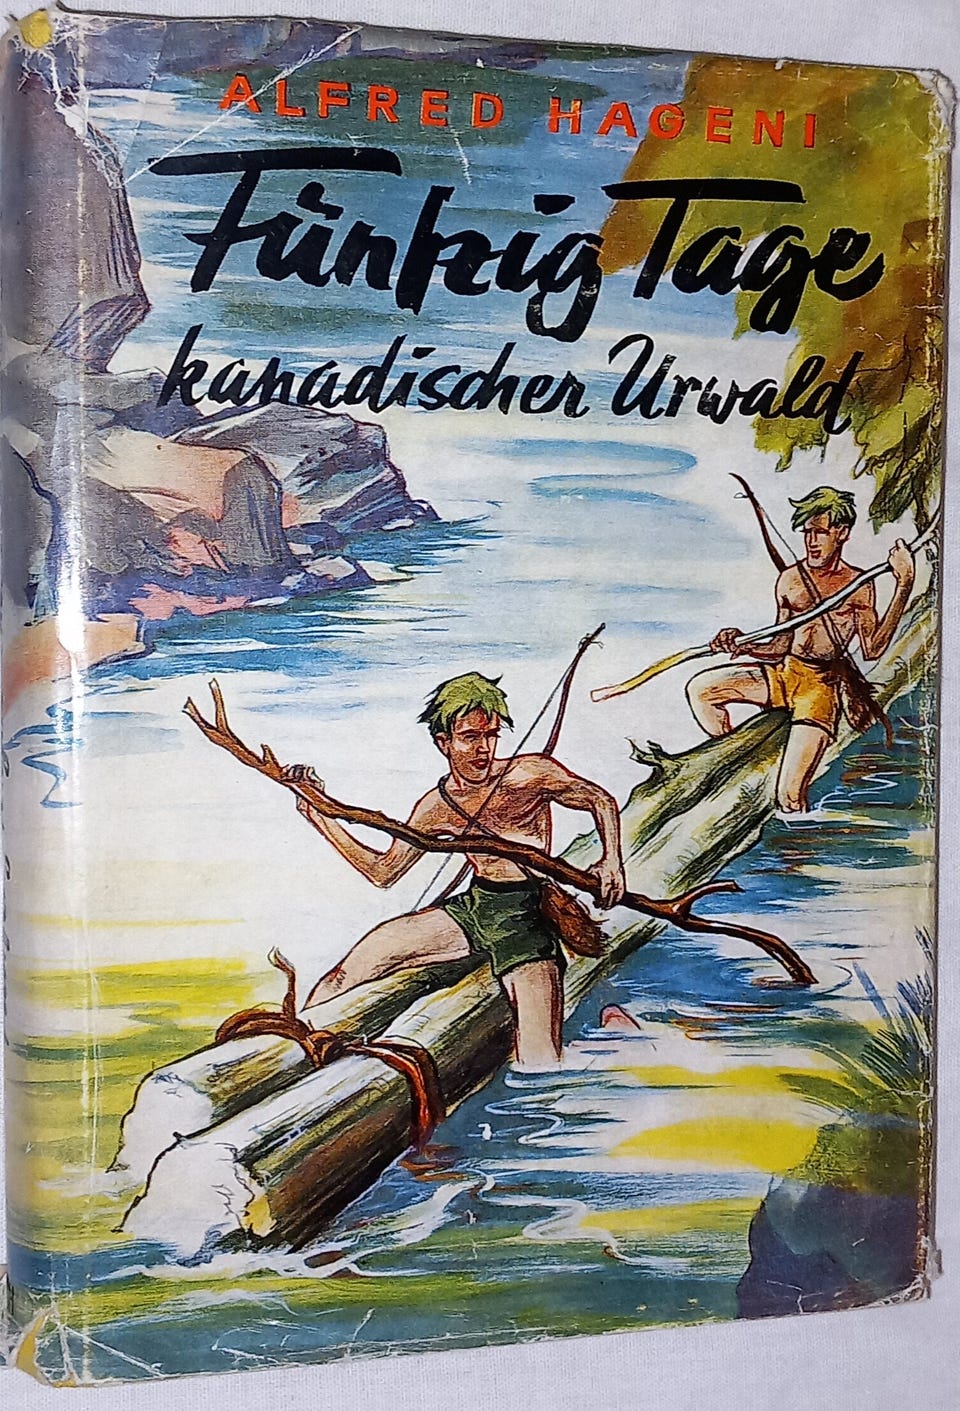 ALFRED HAGENI
Fünfzig Tage
kanadischer Urwald